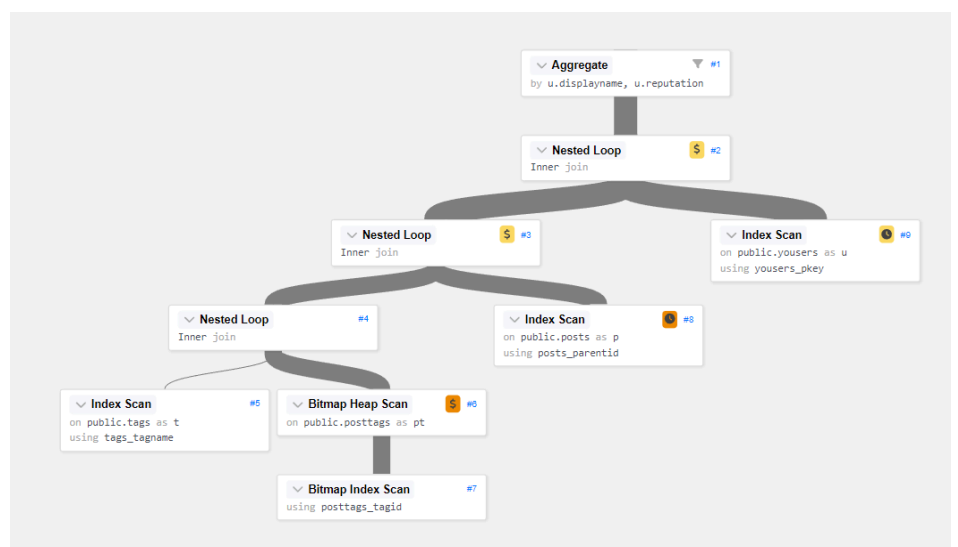 Aggregate #1
by u.displayname, u.reputation
Nested Loop $ #2
Inner join
Nested Loop $ #3
Inner join
Index Scan #9
on public.yousers as u
using yousers_pkey
Nested Loop #4
Inner join
Index Scan #8
on public.posts as p
using posts_parentid
Index Scan #5
on public.tags as t
using tags_tagname
Bitmap Heap Scan $ #6
on public.posttags as pt
Bitmap Index Scan #7
using posttags_tagid